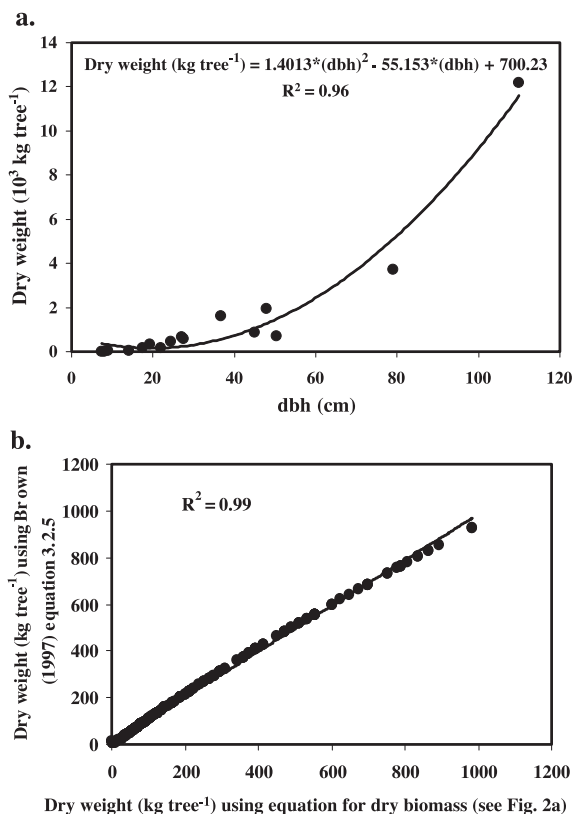 a.
Dry weight (kg tree⁻¹) = 1.4013*(dbh)² - 55.153*(dbh) + 700.23
R² = 0.96
Dry weight (10³ kg tree⁻¹)
14
12
10
8
6
4
2
0
0 20 40 60 80 100 120
dbh (cm)
b.
R² = 0.99
Dry weight (kg tree⁻¹) using Brown
(1997) equation 3.2.5
1200
1000
800
600
400
200
0
0 200 400 600 800 1000 1200
Dry weight (kg tree⁻¹) using equation for dry biomass (see Fig. 2a)